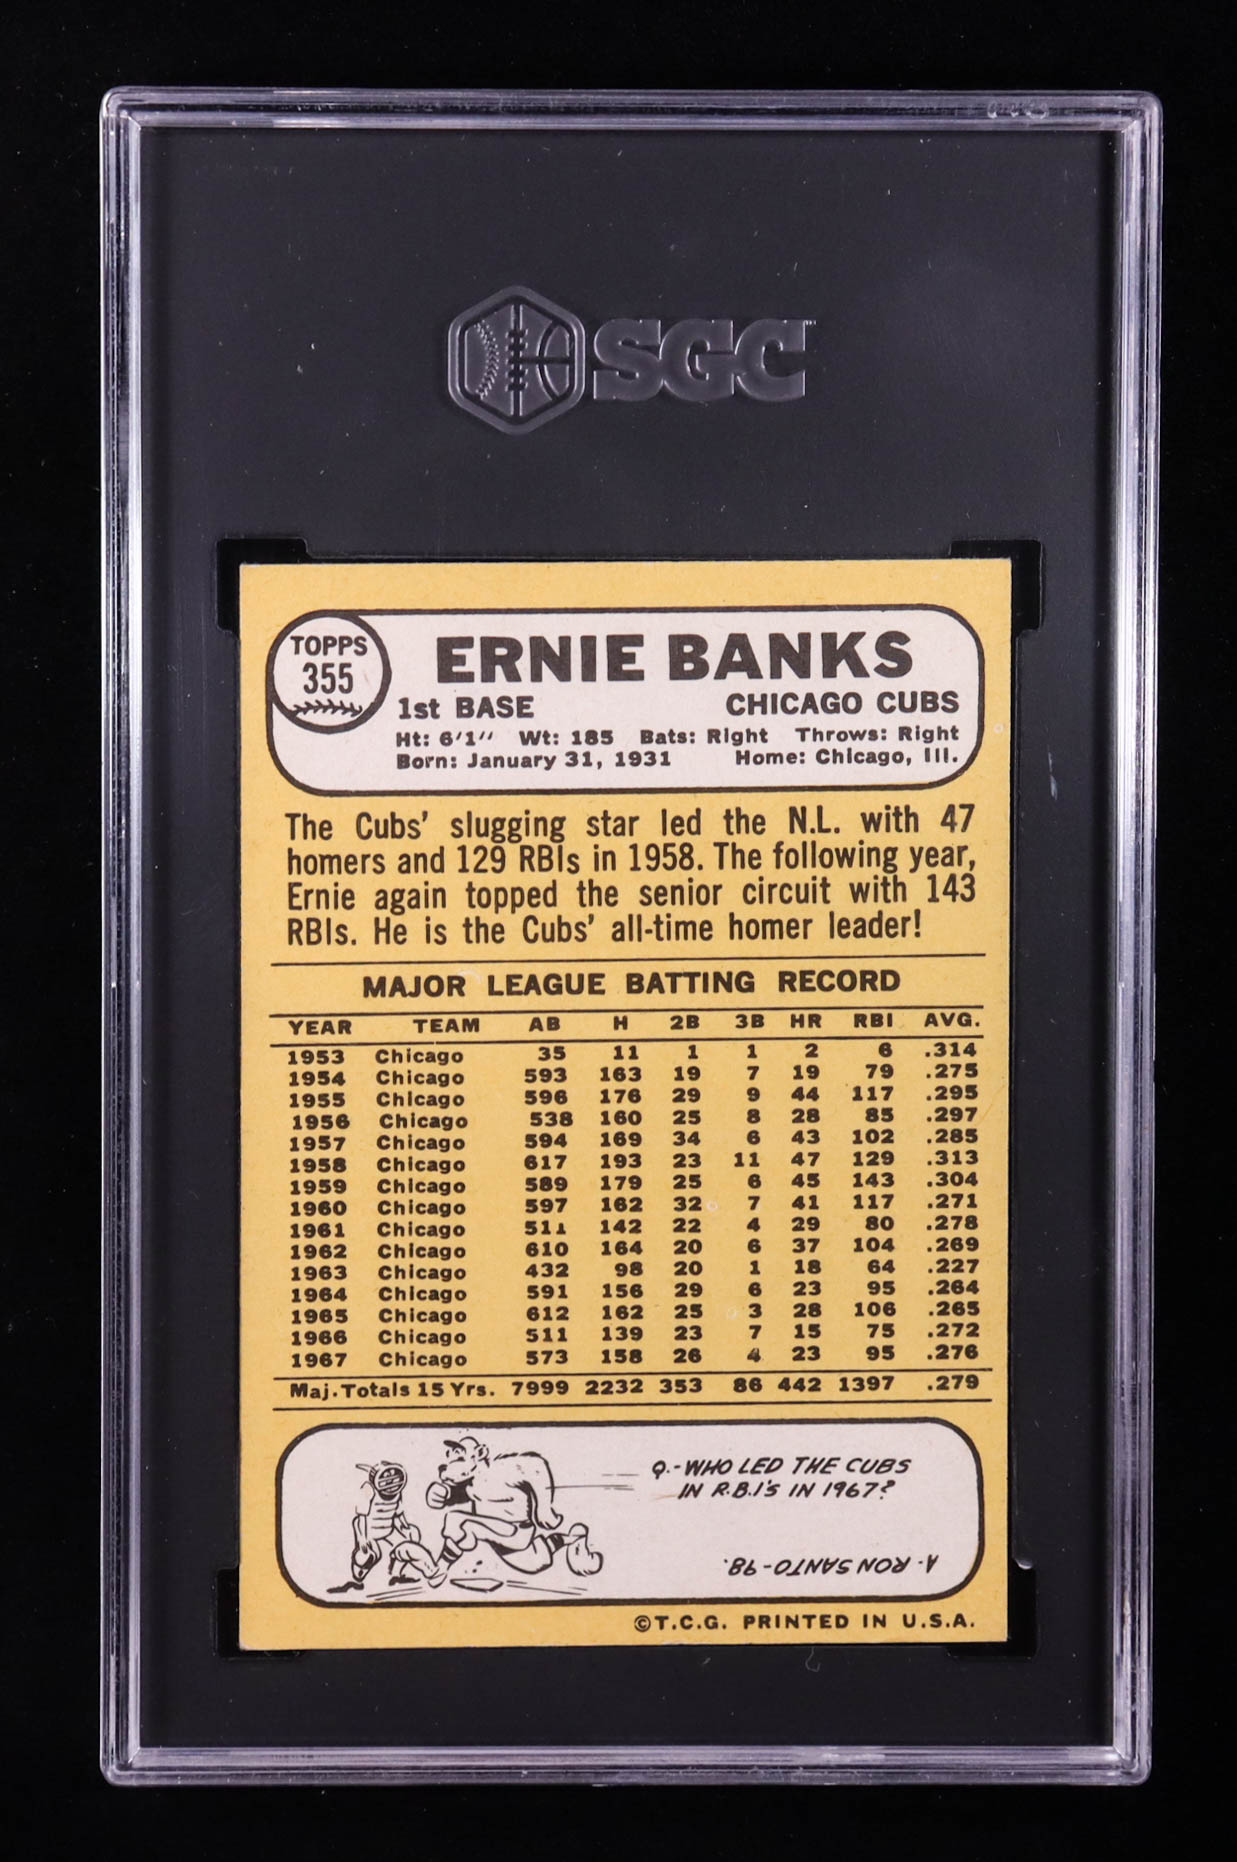 SGC
TOPPS
355
ERNIE BANKS
1st BASE CHICAGO CUBS
Ht: 6'1" Wt: 185 Bats: Right Throws: Right
Born: January 31, 1931 Home: Chicago, Ill.
The Cubs' slugging star led the N.L. with 47
homers and 129 RBIs in 1958. The following year,
Ernie again topped the senior circuit with 143
RBIs. He is the Cubs' all-time homer leader!
MAJOR LEAGUE BATTING RECORD
YEAR TEAM AB H 2B 3B HR RBI AVG.
1953 Chicago 35 11 1 1 2 6 .314
1954 Chicago 593 163 19 7 19 79 .275
1955 Chicago 596 176 29 9 44 117 .295
1956 Chicago 538 160 25 8 28 85 .297
1957 Chicago 594 169 34 6 43 102 .285
1958 Chicago 617 193 23 11 47 129 .313
1959 Chicago 589 179 25 6 45 143 .304
1960 Chicago 597 162 32 7 41 117 .271
1961 Chicago 511 142 22 4 29 80 .278
1962 Chicago 610 164 20 6 37 104 .269
1963 Chicago 432 98 20 1 18 64 .227
1964 Chicago 591 156 29 6 23 95 .264
1965 Chicago 612 162 25 3 28 106 .265
1966 Chicago 511 139 23 7 15 75 .272
1967 Chicago 573 158 26 4 23 95 .276
Maj. Totals 15 Yrs. 7999 2232 353 86 442 1397 .279
Q.-WHO LED THE CUBS
IN R.B.I'S IN 1967?
A- RON SANTO-98.
©T.C.G. PRINTED IN U.S.A.